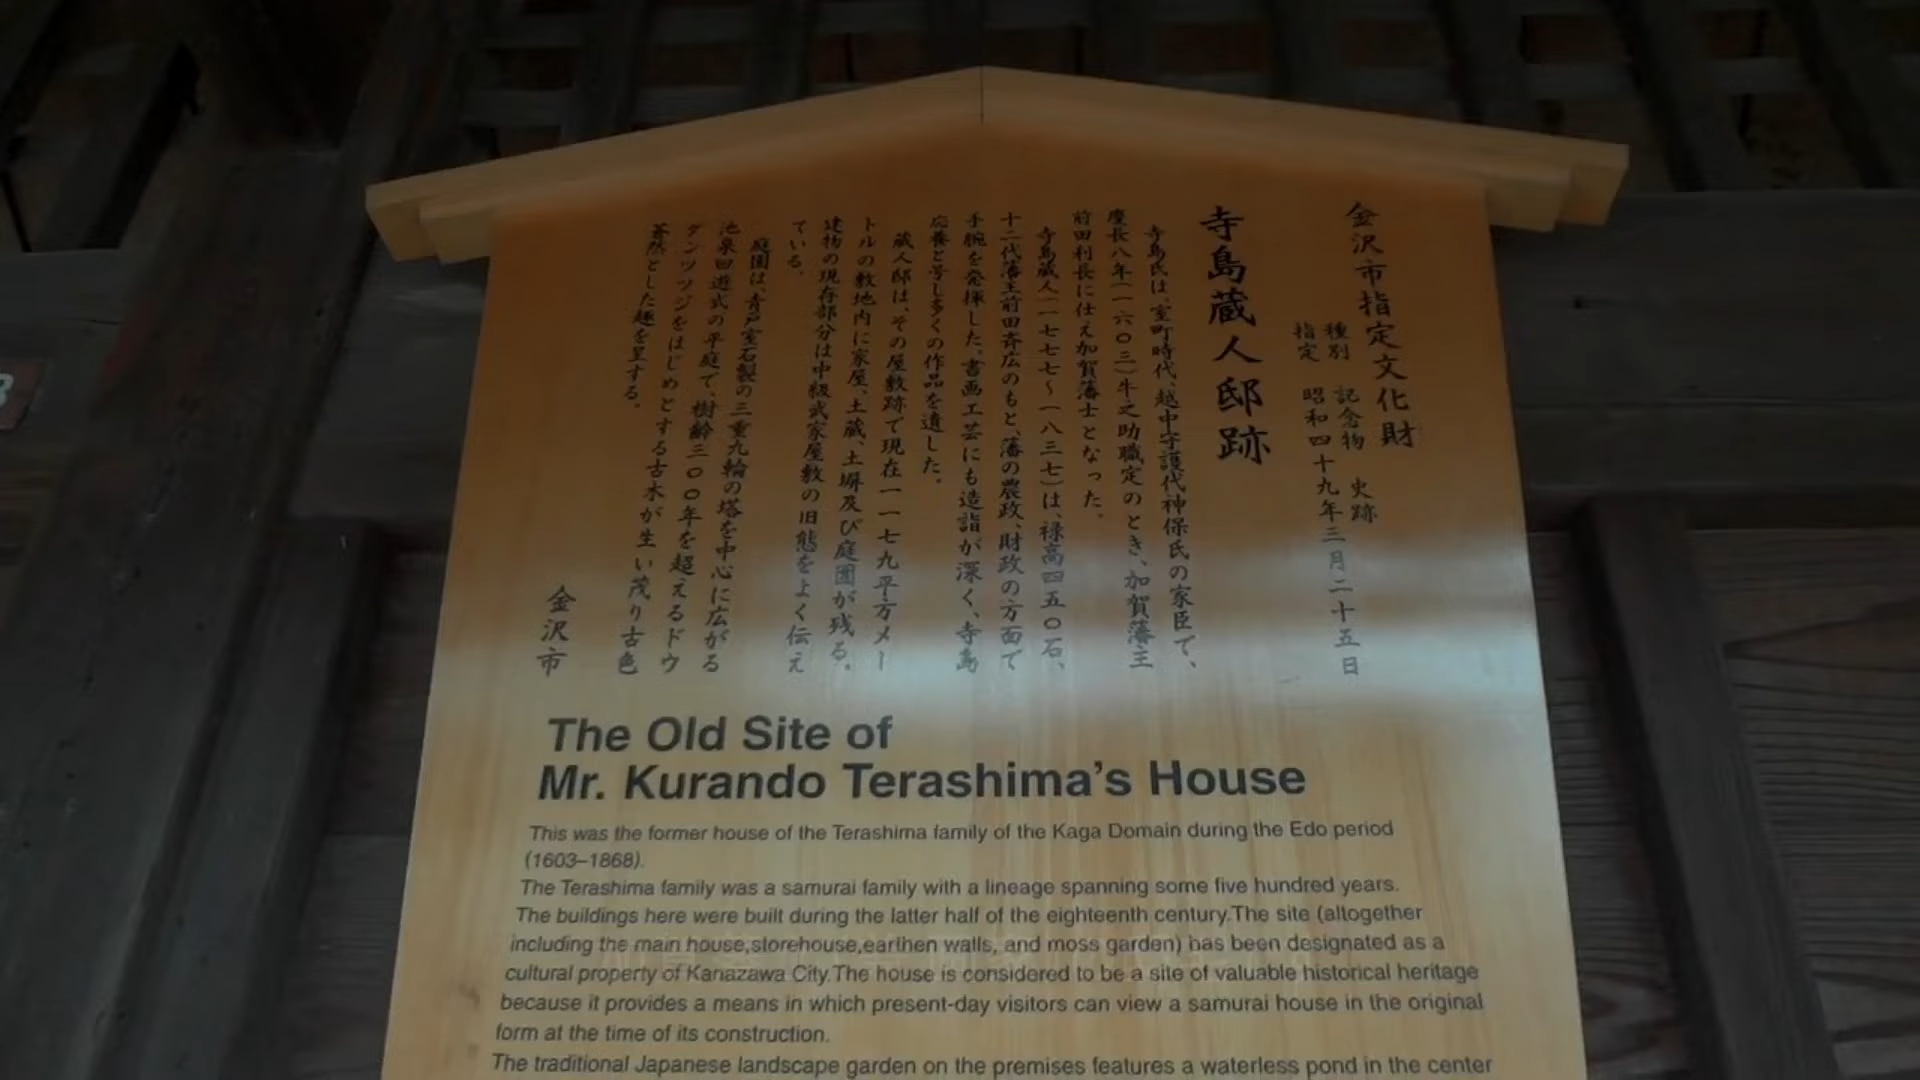 金沢市指定文化財
種別 記念物 史跡
指定 昭和四十九年三月二十五日
寺島蔵人邸跡
寺島氏は、室町時代、越中守護代神保氏の家臣で、
慶長八年(一六〇三)牛之助職定のとき、加賀藩主
前田利長に仕え加賀藩士となった。
寺島蔵人(一七七七～一八三七)は、禄高四五〇石、
十二代藩主前田斉広のもと、藩の農政、財政の方面で
手腕を発揮した。書画工芸にも造詣が深く、寺島
応養と号し多くの作品を遺した。
蔵人邸は、その屋敷跡で現在一一七九平方メー
トルの敷地内に家屋、土蔵、土塀及び庭園が残る。
建物の現存部分は中級武家屋敷の旧態をよく伝え
ている。
庭園は、青戸室石製の三重九輪の塔を中心に広がる
池泉回遊式の平庭で、樹齢三〇〇年を超えるドウ
ダンツツジをはじめとする古木が生い茂り古色
蒼然とした趣を呈する。
金沢市
The Old Site of
Mr. Kurando Terashima's House
This was the former house of the Terashima family of the Kaga Domain during the Edo period
(1603–1868).
The Terashima family was a samurai family with a lineage spanning some five hundred years.
The buildings here were built during the latter half of the eighteenth century.The site (altogether
including the main house,storehouse,earthen walls, and moss garden) has been designated as a
cultural property of Kanazawa City.The house is considered to be a site of valuable historical heritage
because it provides a means in which present-day visitors can view a samurai house in the original
form at the time of its construction.
The traditional Japanese landscape garden on the premises features a waterless pond in the center